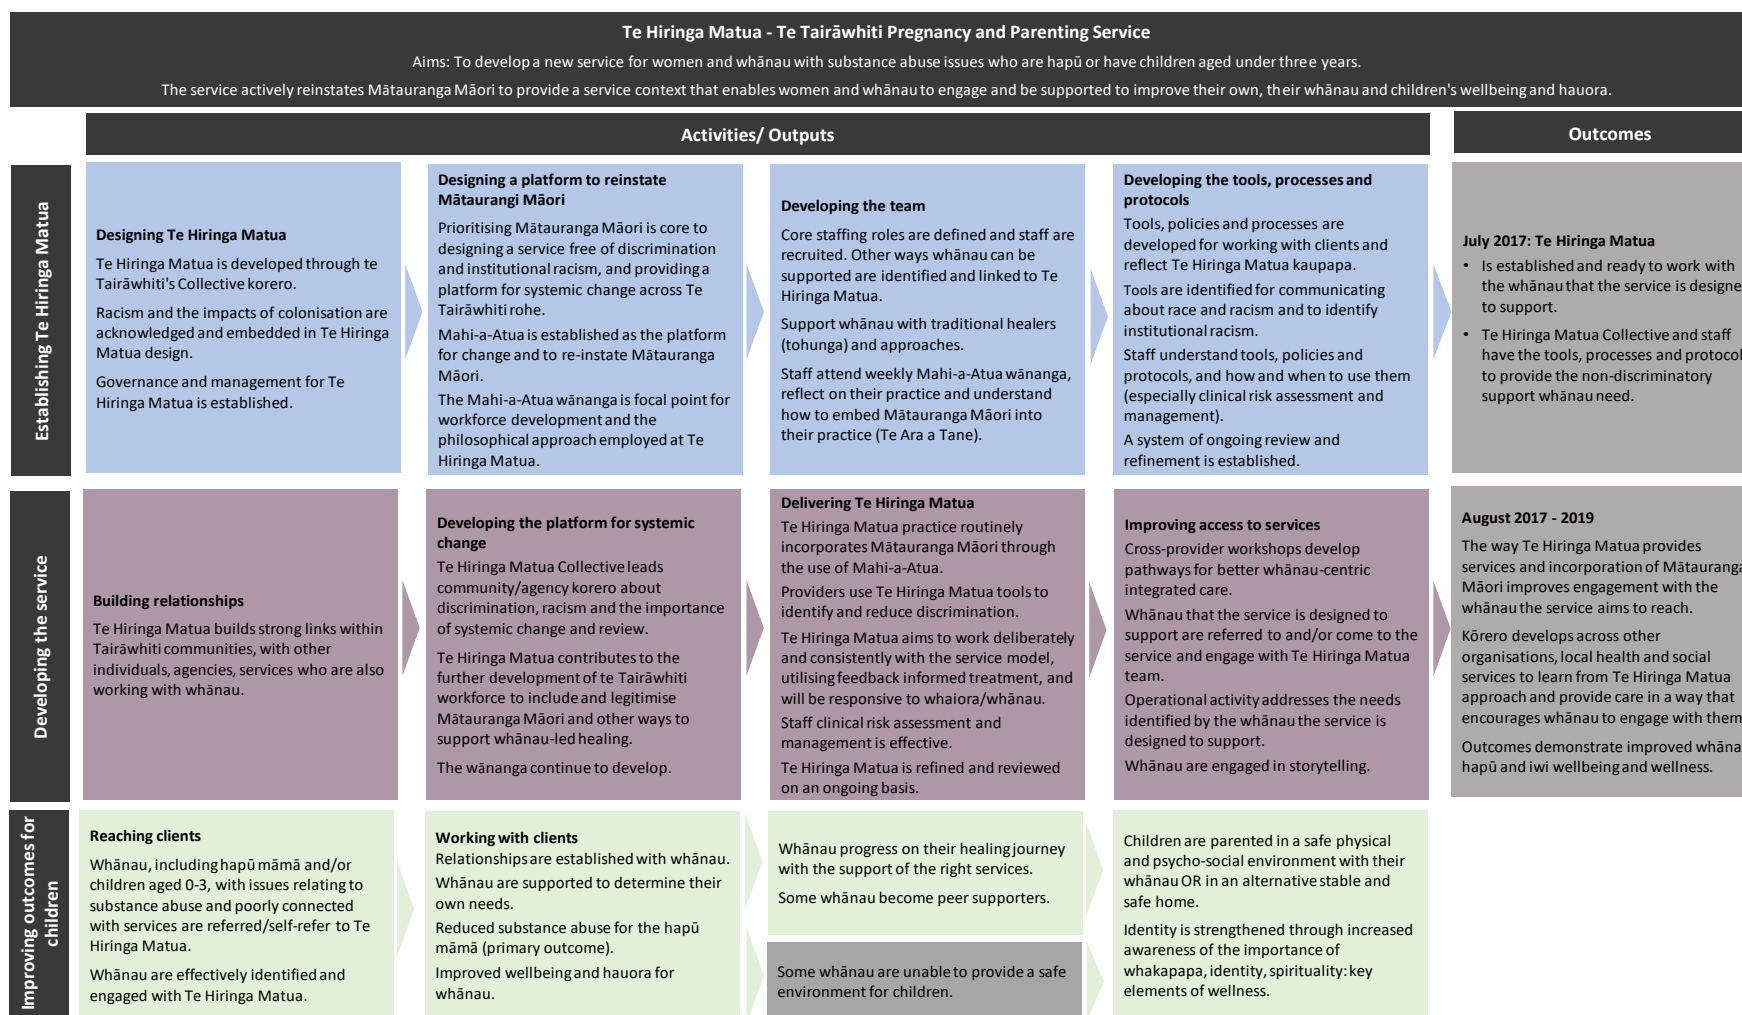 Te Hiringa Matua - Te Tairāwhiti Pregnancy and Parenting Service
Aims: To develop a new service for women and whānau with substance abuse issues who are hapū or have children aged under three years.
The service actively reinstates Mātauranga Māori to provide a service context that enables women and whānau to engage and be supported to improve their own, their whānau and children's wellbeing and hauora.
Activities/ Outputs
Outcomes
Establishing Te Hiringa Matua
Designing Te Hiringa Matua
Te Hiringa Matua is developed through te
Tairāwhiti's Collective korero.
Racism and the impacts of colonisation are
acknowledged and embedded in Te Hiringa
Matua design.
Governance and management for Te
Hiringa Matua is established.
Designing a platform to reinstate
Mātaurangi Māori
Prioritising Mātauranga Māori is core to
designing a service free of discrimination
and institutional racism, and providing a
platform for systemic change across Te
Tairāwhiti rohe.
Mahi-a-Atua is established as the platform
for change and to re-instate Mātauranga
Māori.
The Mahi-a-Atua wānanga is focal point for
workforce development and the
philosophical approach employed at Te
Hiringa Matua.
Developing the team
Core staffing roles are defined and staff are
recruited. Other ways whānau can be
supported are identified and linked to Te
Hiringa Matua.
Support whānau with traditional healers
(tohunga) and approaches.
Staff attend weekly Mahi-a-Atua wānanga,
reflect on their practice and understand
how to embed Mātauranga Māori into
their practice (Te Ara a Tane).
Developing the tools, processes and
protocols
Tools, policies and processes are
developed for working with clients and
reflect Te Hiringa Matua kaupapa.
Tools are identified for communicating
about race and racism and to identify
institutional racism.
Staff understand tools, policies and
protocols, and how and when to use them
(especially clinical risk assessment and
management).
A system of ongoing review and
refinement is established.
July 2017: Te Hiringa Matua
• Is established and ready to work with
the whānau that the service is designe
to support.
• Te Hiringa Matua Collective and staff
have the tools, processes and protocol
to provide the non-discriminatory
support whānau need.
Developing the service
Building relationships
Te Hiringa Matua builds strong links within
Tairāwhiti communities, with other
individuals, agencies, services who are also
working with whānau.
Developing the platform for systemic
change
Te Hiringa Matua Collective leads
community/agency korero about
discrimination, racism and the importance
of systemic change and review.
Te Hiringa Matua contributes to the
further development of te Tairāwhiti
workforce to include and legitimise
Mātauranga Māori and other ways to
support whānau-led healing.
The wānanga continue to develop.
Delivering Te Hiringa Matua
Te Hiringa Matua practice routinely
incorporates Mātauranga Māori through
the use of Mahi-a-Atua.
Providers use Te Hiringa Matua tools to
identify and reduce discrimination.
Te Hiringa Matua aims to work deliberately
and consistently with the service model,
utilising feedback informed treatment, and
will be responsive to whaiora/whānau.
Staff clinical risk assessment and
management is effective.
Te Hiringa Matua is refined and reviewed
on an ongoing basis.
Improving access to services
Cross-provider workshops develop
pathways for better whānau-centric
integrated care.
Whānau that the service is designed to
support are referred to and/or come to the
service and engage with Te Hiringa Matua
team.
Operational activity addresses the needs
identified by the whānau the service is
designed to support.
Whānau are engaged in storytelling.
August 2017 - 2019
The way Te Hiringa Matua provides
services and incorporation of Mātauranga
Māori improves engagement with the
whānau the service aims to reach.
Kōrero develops across other
organisations, local health and social
services to learn from Te Hiringa Matua
approach and provide care in a way that
encourages whānau to engage with them
Outcomes demonstrate improved whāna
hapū and iwi wellbeing and wellness.
Improving outcomes for
children
Reaching clients
Whānau, including hapū māmā and/or
children aged 0-3, with issues relating to
substance abuse and poorly connected
with services are referred/self-refer to Te
Hiringa Matua.
Whānau are effectively identified and
engaged with Te Hiringa Matua.
Working with clients
Relationships are established with whānau.
Whānau are supported to determine their
own needs.
Reduced substance abuse for the hapū
māmā (primary outcome).
Improved wellbeing and hauora for
whānau.
Whānau progress on their healing journey
with the support of the right services.
Some whānau become peer supporters.
Some whānau are unable to provide a safe
environment for children.
Children are parented in a safe physical
and psycho-social environment with their
whānau OR in an alternative stable and
safe home.
Identity is strengthened through increased
awareness of the importance of
whakapapa, identity, spirituality: key
elements of wellness.